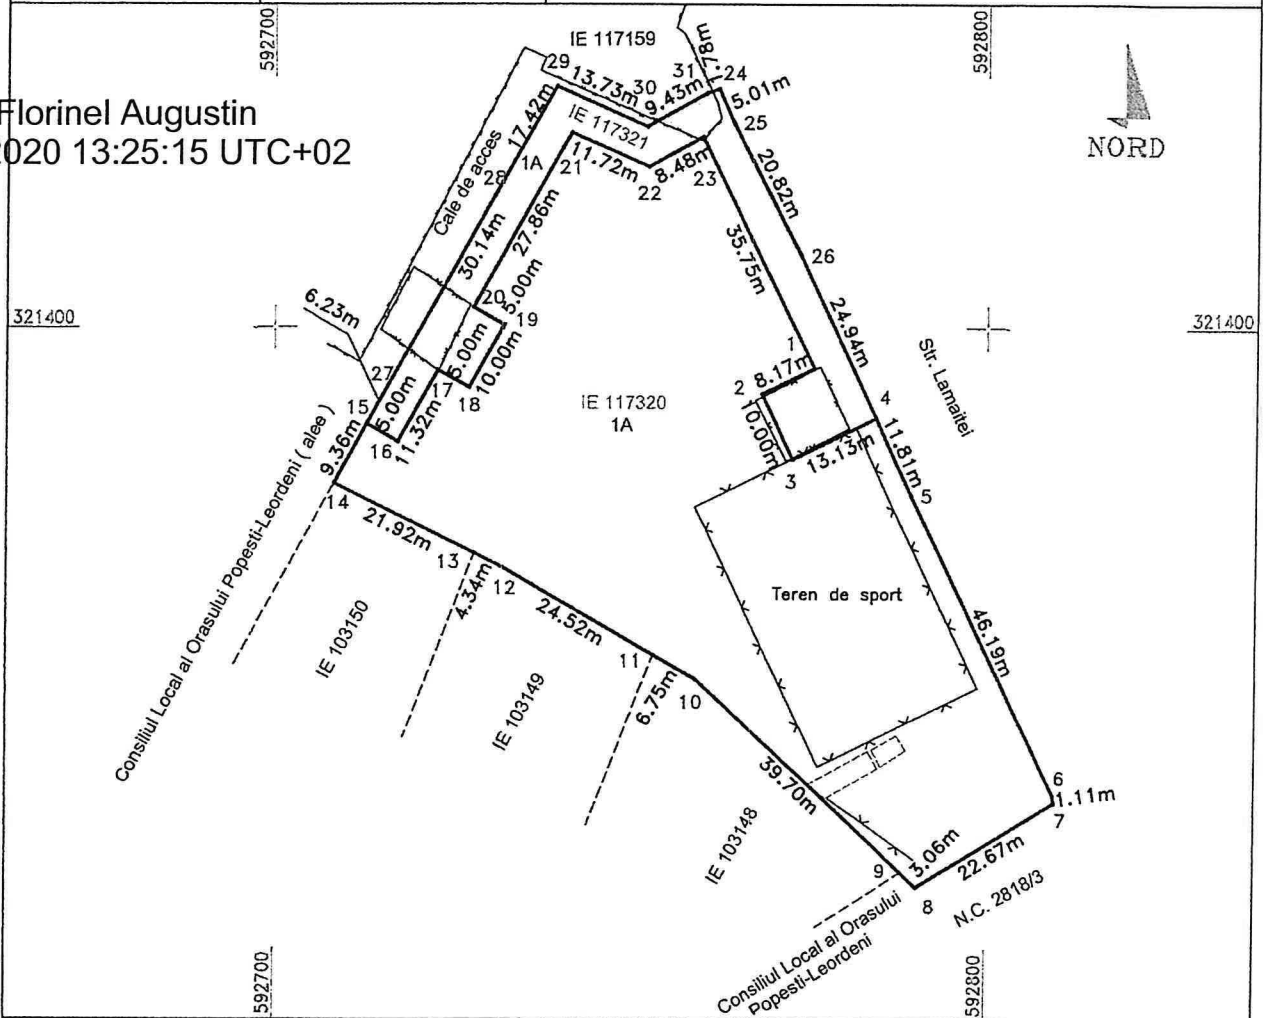 592700
592800
IE 117159
1.78m
29
13.73m
30
31
24
9.43m
5.01m
25
Florinel Augustin
2020 13:25:15 UTC+02
NORD
17.42m
IE 117321
1A
28
21
11.72m
22
8.48m
23
20.82m
Cale de acces
27.86m
30.14m
35.75m
26
20
5.00m
19
6.23m
321400
321400
24.94m
5.00m
10.00m
1
8.17m
2
Str. Lamaitei
27
17
18
15
5.00m
16
11.32m
IE 117320
1A
4
10.00m
13.13m
3
11.81m
5
9.36m
14
21.92m
13
12
4.34m
24.52m
Consiliul Local al Orasului Popesti-Leordeni ( alee )
IE 103150
IE 103149
11
6.75m
10
Teren de sport
46.19m
39.70m
IE 103148
6
1.11m
7
9
3.06m
22.67m
8
N.C. 2818/3
Consiliul Local al Orasului
Popesti-Leordeni
592700
592800